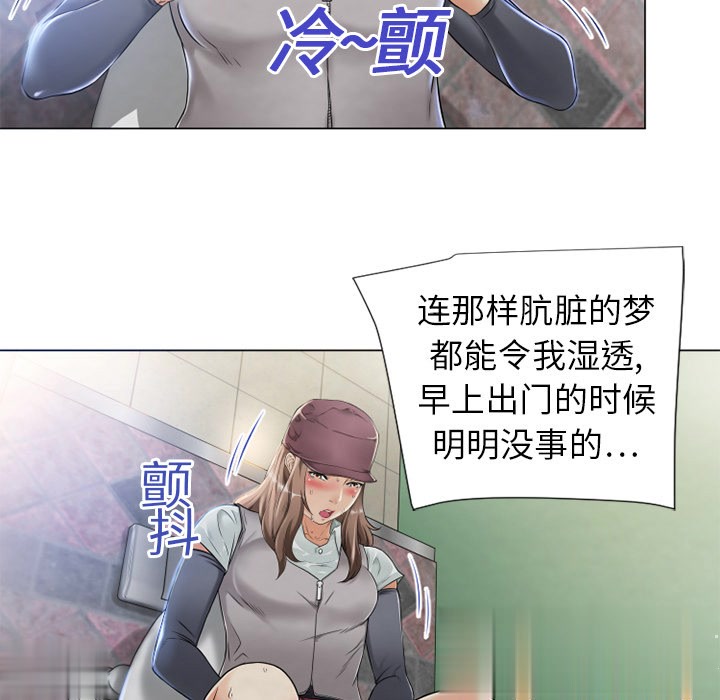 冷~颤
连那样肮脏的梦
都能令我湿透,
早上出门的时候
明明没事的...
颤
抖